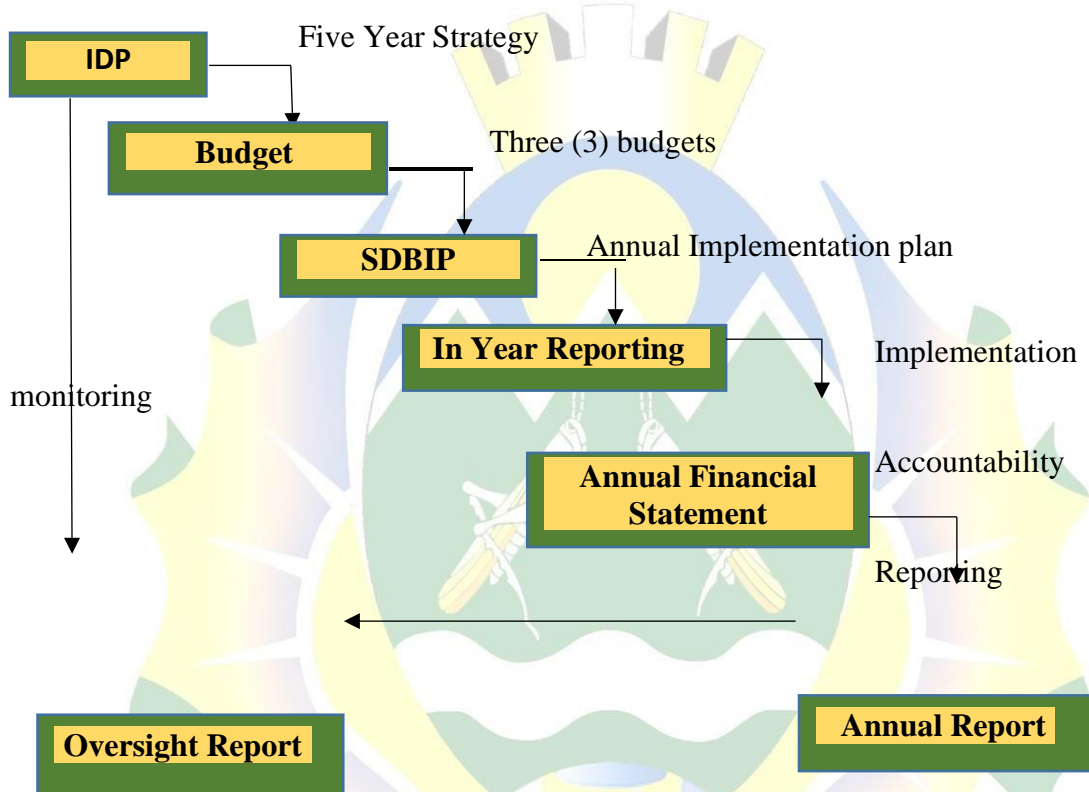 Five Year Strategy
IDP
Budget
Three (3) budgets
SDBIP
Annual Implementation plan
In Year Reporting
Implementation
monitoring
Annual Financial
Statement
Accountability
Reporting
Oversight Report
Annual Report